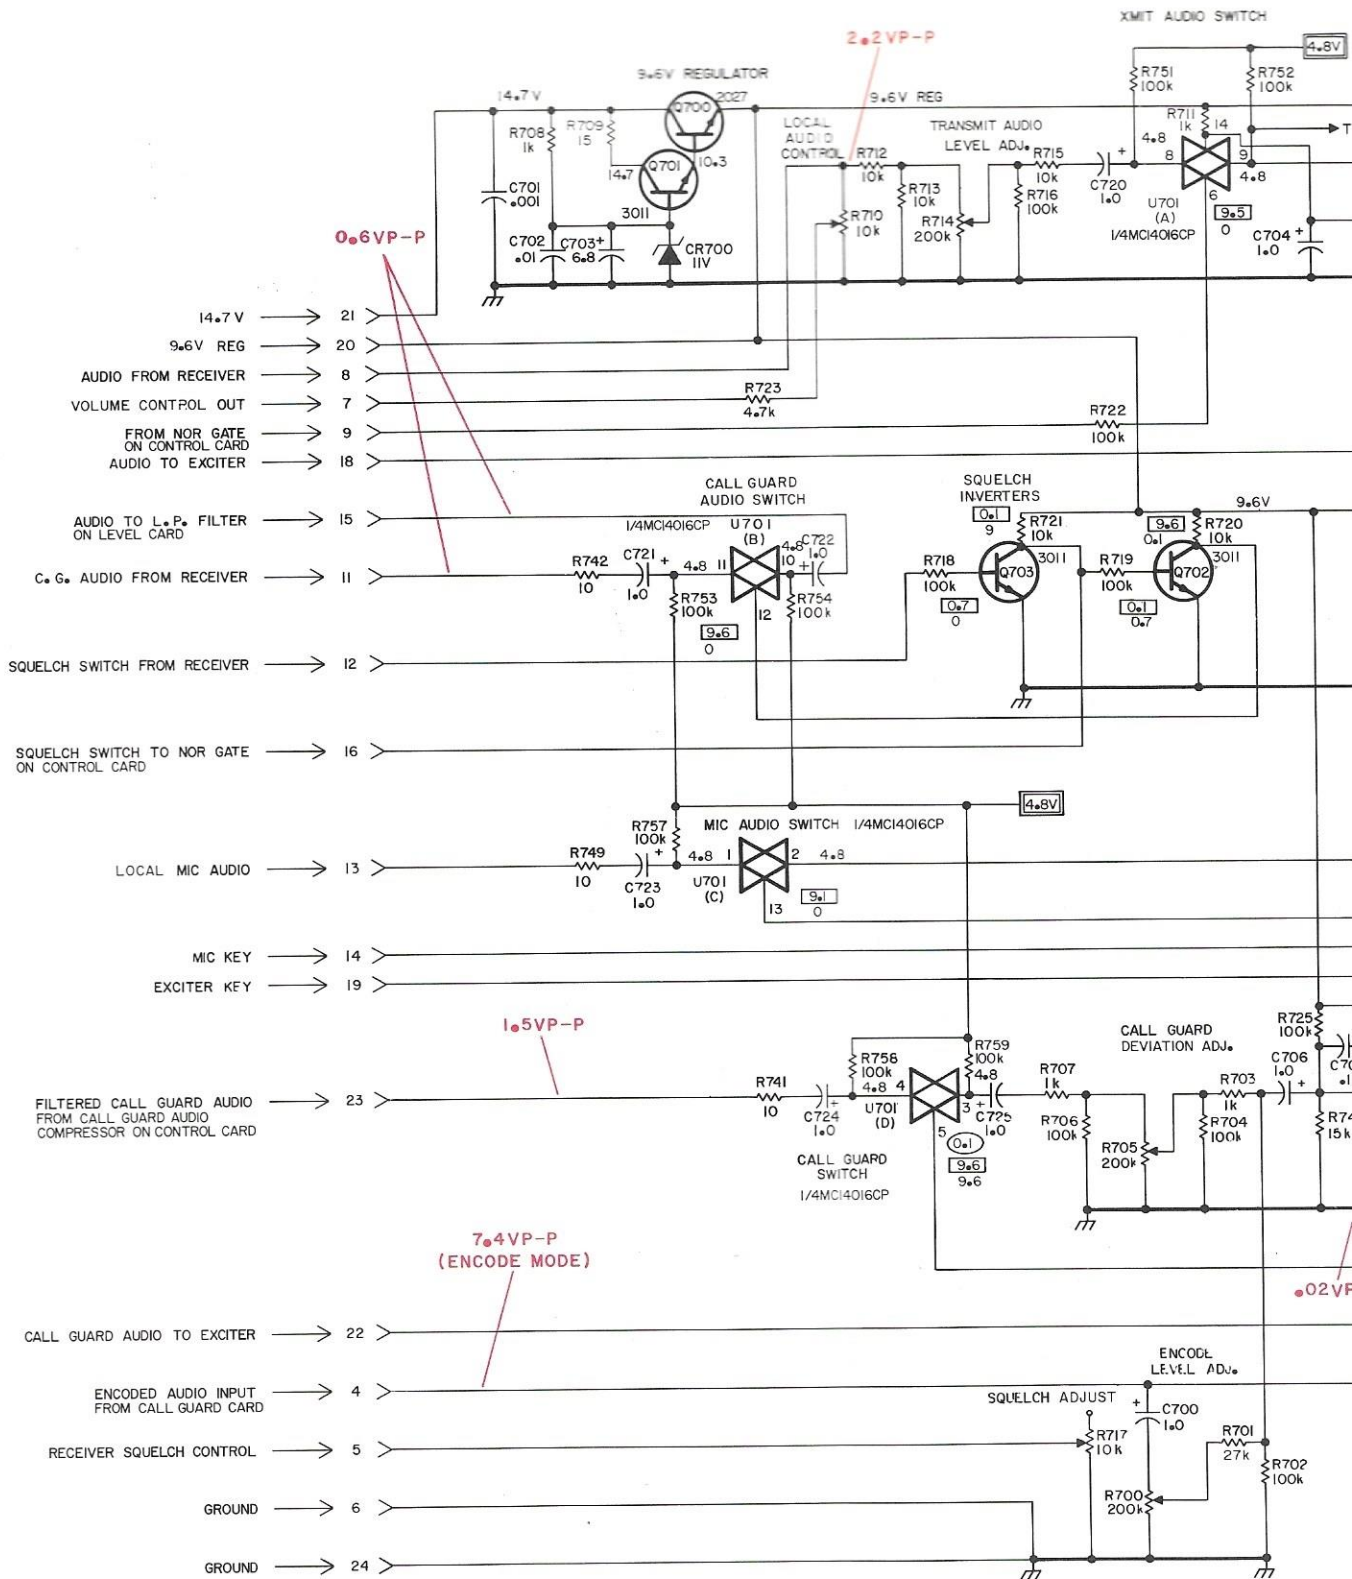 XMIT AUDIO SWITCH
2.2VP-P
4.8V
R751
100k
R752
100k
9.6V REGULATOR
14.7 V
Q700
2027
9.6V REG
R708
1k
R709
15
14.7
Q701
10.3
LOCAL
AUDIO
CONTROL
R712
10k
TRANSMIT AUDIO
LEVEL ADJ.
R715
10k
R711
1k
14
4.8
8
9
4.8
T
C720
1.0
+
6
U701
(A)
1/4MC14016CP
9.5
0
C701
.001
3011
R713
10k
R716
100k
R710
10k
R714
200k
C704
1.0
+
0.6VP-P
C702
.01
C703
6.8
+
CR700
11V
14.7 V 21
9.6V REG 20
AUDIO FROM RECEIVER 8
VOLUME CONTROL OUT 7
R723
4.7k
FROM NOR GATE
ON CONTROL CARD
9
R722
100k
AUDIO TO EXCITER 18
CALL GUARD
AUDIO SWITCH
SQUELCH
INVERTERS
AUDIO TO L.P. FILTER
ON LEVEL CARD
15
1/4MC14016CP
U701
(B)
0.1
9
R721
10k
9.6
0.1
R720
10k
9.6V
C. G. AUDIO FROM RECEIVER 11
R742
10
C721
1.0
+
4.8
11
4.8
10
C722
1.0
+
12
R753
100k
R754
100k
9.6
0
R718
100k
Q703
3011
0.7
0
R719
100k
Q702
3011
0.1
0.7
SQUELCH SWITCH FROM RECEIVER 12
SQUELCH SWITCH TO NOR GATE
ON CONTROL CARD
16
4.8V
R757
100k
MIC AUDIO SWITCH 1/4MC14016CP
LOCAL MIC AUDIO 13
R749
10
C723
1.0
+
4.8
1
2
4.8
U701
(C)
13
9.1
0
MIC KEY 14
EXCITER KEY 19
1.5VP-P
R758
100k
R759
100k
CALL GUARD
DEVIATION ADJ.
R725
100k
FILTERED CALL GUARD AUDIO
FROM CALL GUARD AUDIO
COMPRESSOR ON CONTROL CARD
23
R741
10
C724
1.0
+
4.8
4
U701
(D)
4.8
3
5
C725
1.0
+
0.1
9.6
9.6
CALL GUARD
SWITCH
1/4MC14016CP
R707
1k
R706
100k
R705
200k
R703
1k
R704
100k
C706
1.0
+
C70
.1
R74
15k
7.4VP-P
(ENCODE MODE)
.02VP
CALL GUARD AUDIO TO EXCITER 22
ENCODED AUDIO INPUT
FROM CALL GUARD CARD
4
ENCODE
LEVEL ADJ.
SQUELCH ADJUST
+
C700
1.0
RECEIVER SQUELCH CONTROL 5
R717
10k
R701
27k
R702
100k
R700
200k
GROUND 6
GROUND 24